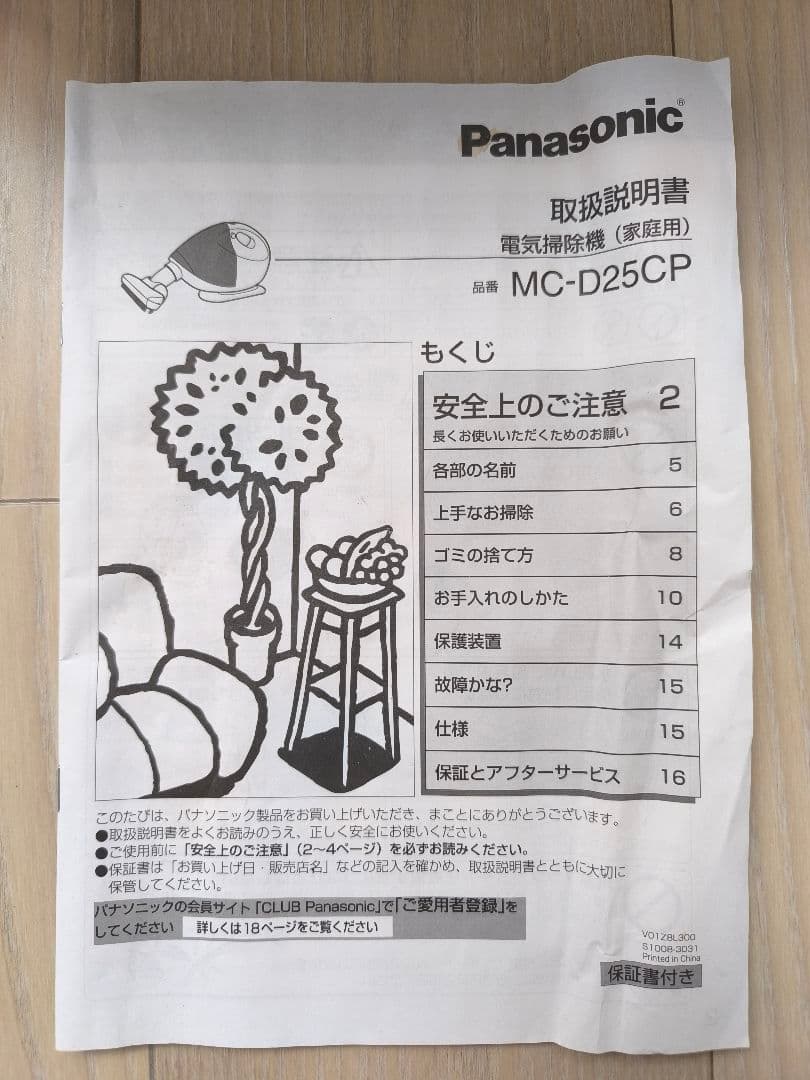 Panasonic®
取扱説明書
電気掃除機（家庭用）
品番 MC-D25CP
もくじ
安全上のご注意 2
長くお使いいただくためのお願い
各部の名前 5
上手なお掃除 6
ゴミの捨て方 8
お手入れのしかた 10
保護装置 14
故障かな? 15
仕様 15
保証とアフターサービス 16
このたびは、パナソニック製品をお買い上げいただき、まことにありがとうございます。
●取扱説明書をよくお読みのうえ、正しく安全にお使いください。
●ご使用前に「安全上のご注意」（2〜4ページ）を必ずお読みください。
●保証書は「お買い上げ日・販売店名」などの記入を確かめ、取扱説明書とともに大切に
保管してください。
パナソニックの会員サイト「CLUB Panasonic」で「ご愛用者登録」を
してください 詳しくは18ページをご覧ください
V01Z8L300
S1008-3031
Printed in China
保証書付き